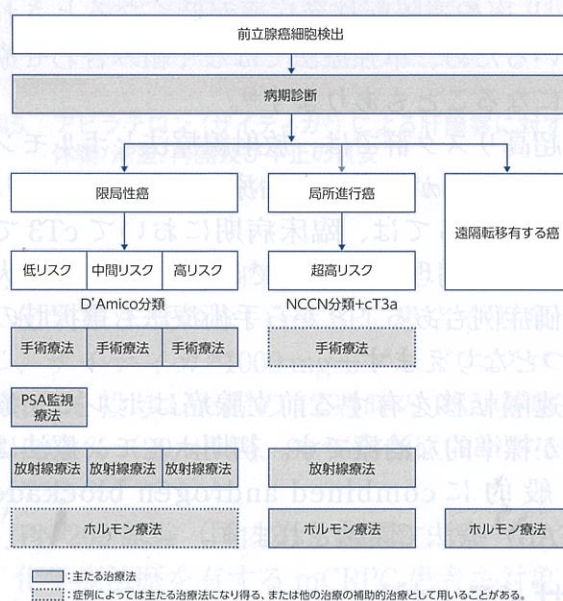 前立腺癌細胞検出
病期診断
限局性癌
局所進行癌
遠隔転移有する癌
低リスク 中間リスク 高リスク
超高リスク
D'Amico分類
NCCN分類+cT3a
手術療法 手術療法 手術療法
手術療法
PSA監視
療法
放射線療法 放射線療法 放射線療法
放射線療法
ホルモン療法
ホルモン療法
ホルモン療法
:主たる治療法
:症例によっては主たる治療法になり得る、または他の治療の補助的治療として用いることがある。